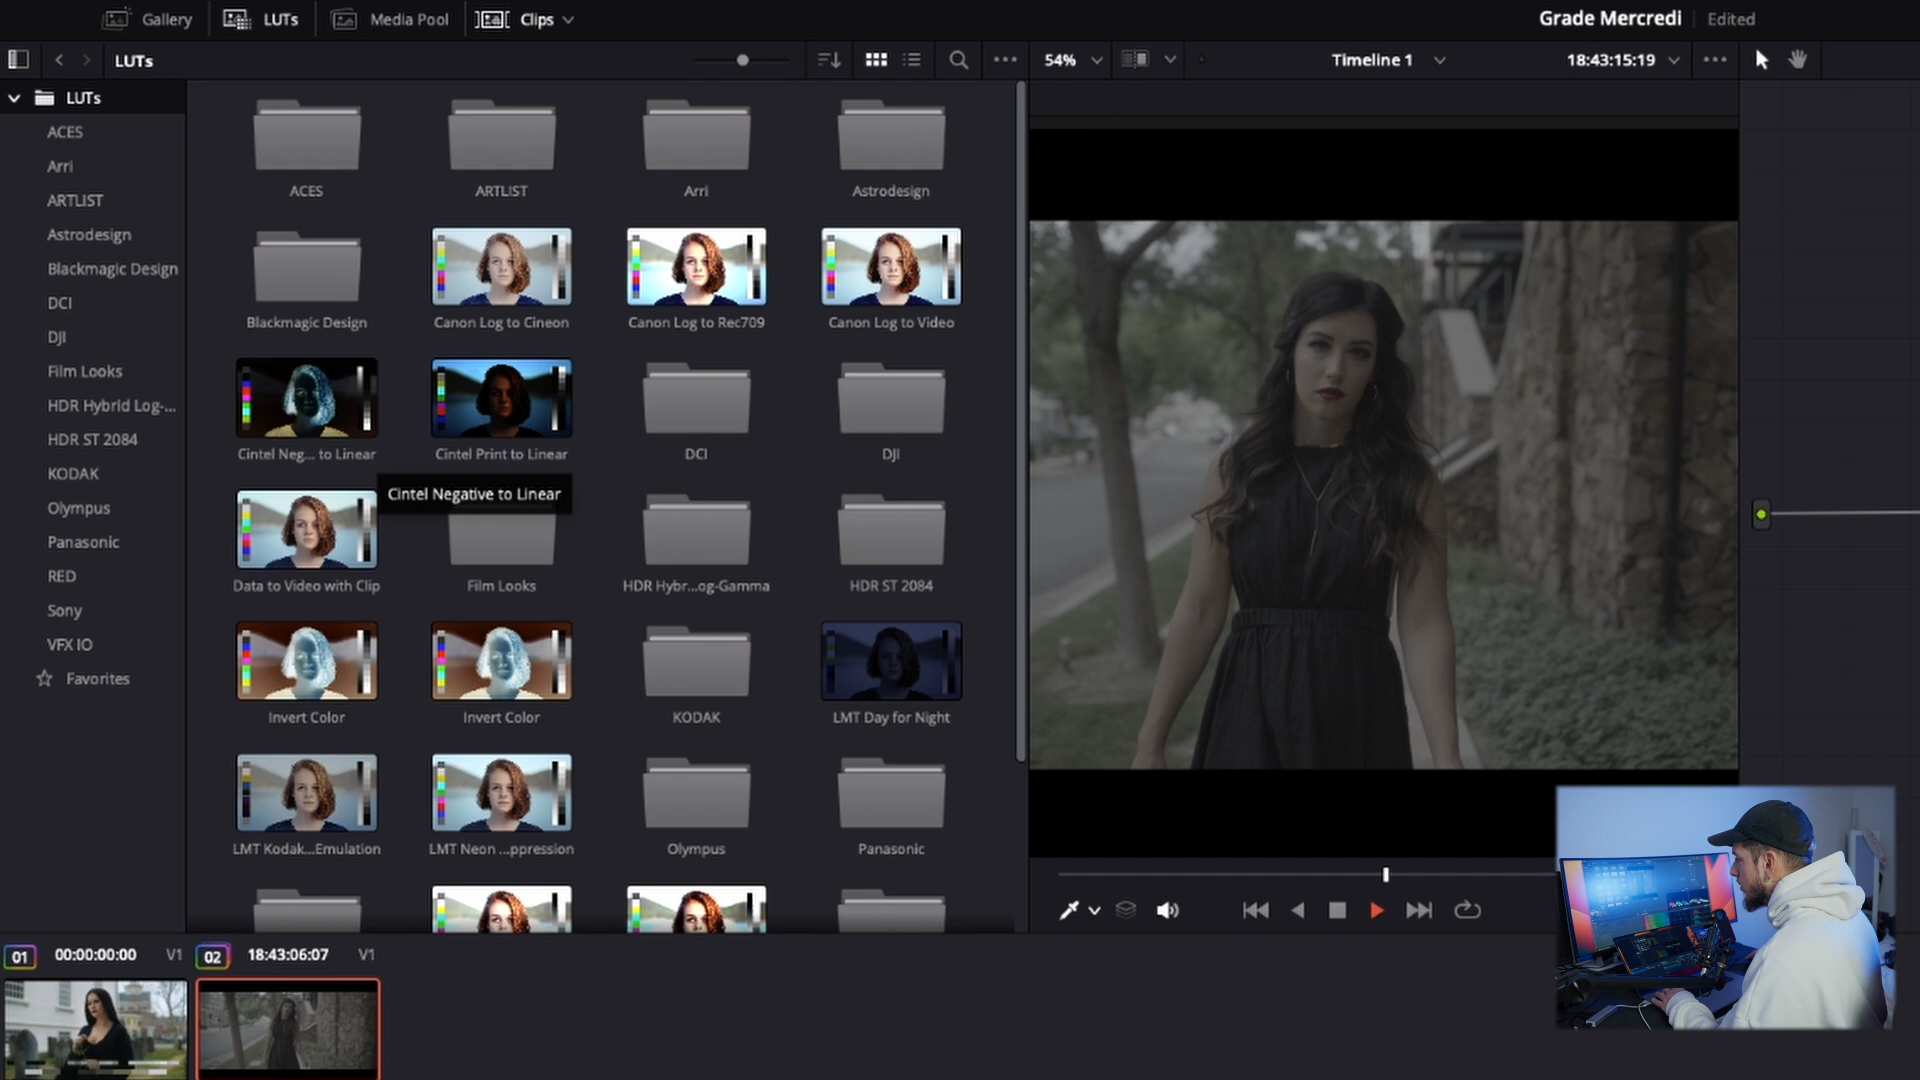 Gallery LUTs Media Pool Clips Grade Mercredi Edited
LUTs 54% Timeline 1 18:43:15:19
LUTs
ACES
Arri
ARTLIST
Astrodesign
Blackmagic Design
DCI
DJI
Film Looks
HDR Hybrid Log-...
HDR ST 2084
KODAK
Olympus
Panasonic
RED
Sony
VFX IO
Favorites
ACES ARTLIST Arri Astrodesign
Blackmagic Design Canon Log to Cineon Canon Log to Rec709 Canon Log to Video
Cintel Neg... to Linear Cintel Print to Linear DCI DJI
Cintel Negative to Linear
Data to Video with Clip Film Looks HDR Hybr...og-Gamma HDR ST 2084
Invert Color Invert Color KODAK LMT Day for Night
LMT Kodak...Emulation LMT Neon ...ppression Olympus Panasonic
01 00:00:00:00 V1 02 18:43:06:07 V1